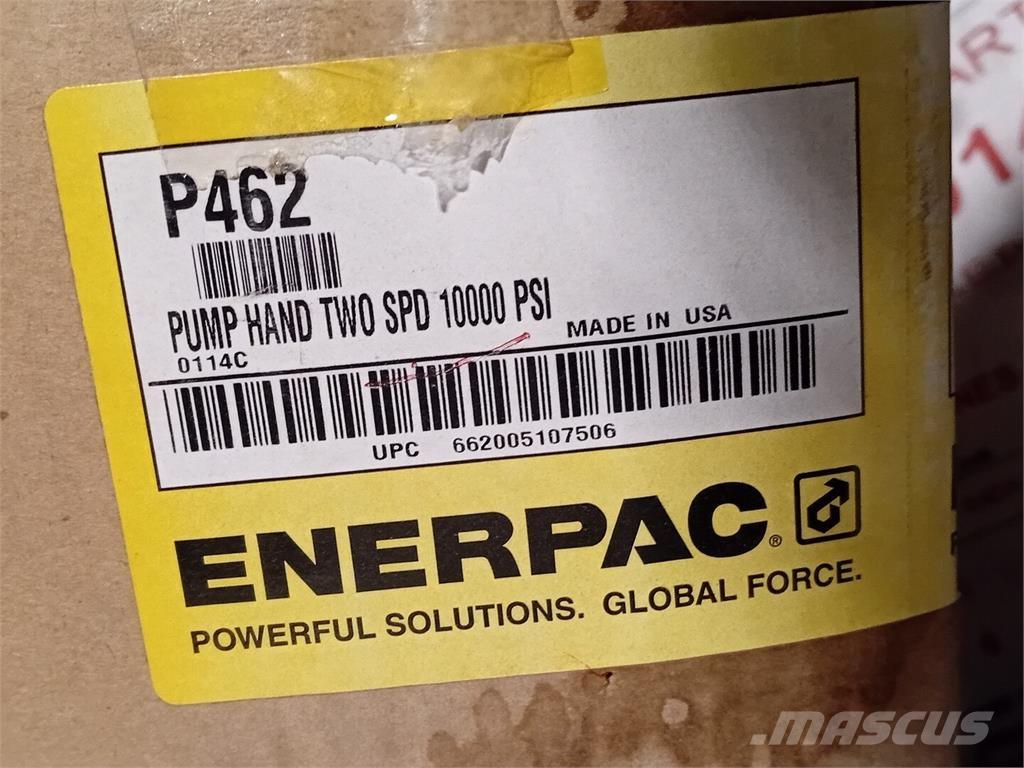 P462
PUMP HAND TWO SPD 10000 PSI
0114C MADE IN USA
UPC 662005107506
ENERPAC®
POWERFUL SOLUTIONS. GLOBAL FORCE.
.MASCUS